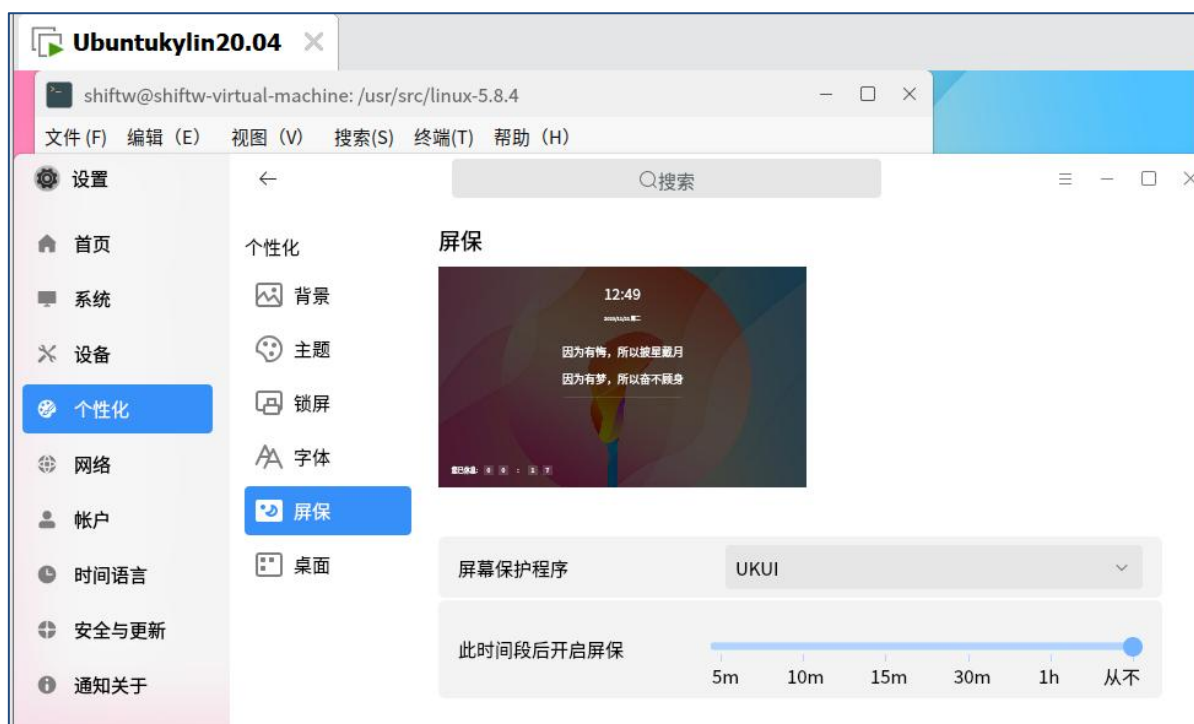 Ubuntukylin20.04
shiftw@shiftw-virtual-machine: /usr/src/linux-5.8.4
文件 (F) 编辑（E） 视图（V） 搜索(S) 终端(T) 帮助（H）
设置
搜索
首页
系统
设备
个性化
网络
帐户
时间语言
安全与更新
通知关于
个性化
背景
主题
锁屏
字体
屏保
桌面
屏保
12:49
因为有悔，所以披星戴月
因为有梦，所以奋不顾身
屏幕保护程序 UKUI
此时间段后开启屏保
5m 10m 15m 30m 1h 从不